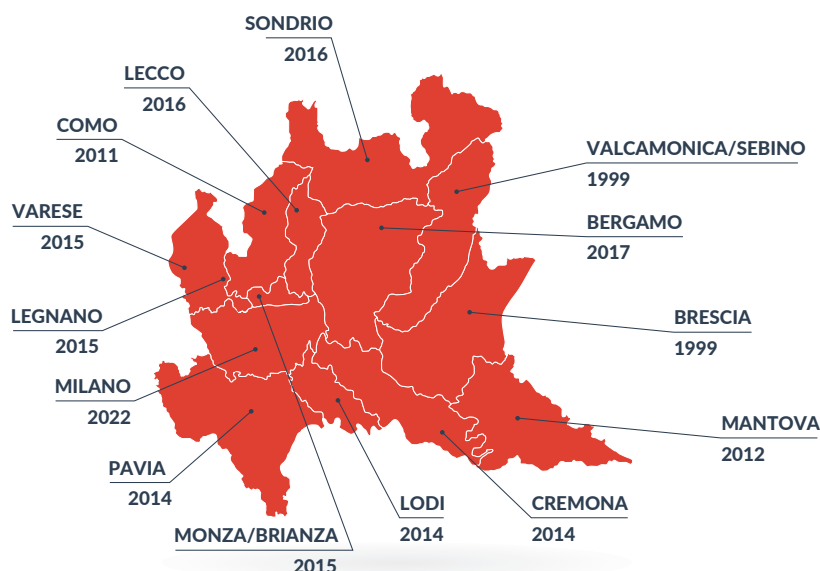 SONDRIO
2016
LECCO
2016
COMO
2011
VALCAMONICA/SEBINO
1999
VARESE
2015
BERGAMO
2017
LEGNANO
2015
BRESCIA
1999
MILANO
2022
MANTOVA
2012
PAVIA
2014
LODI
2014
CREMONA
2014
MONZA/BRIANZA
2015